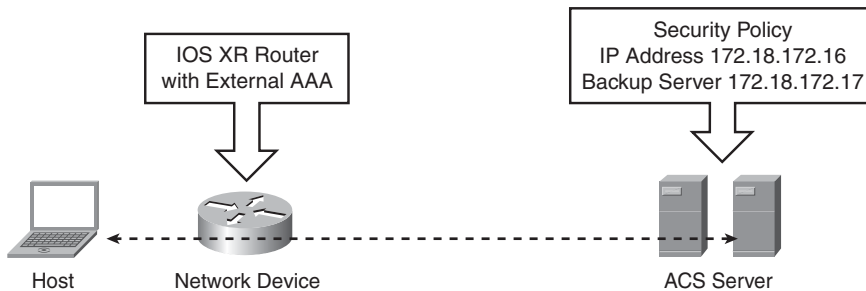 IOS XR Router
with External AAA
Security Policy
IP Address 172.18.172.16
Backup Server 172.18.172.17
Host
Network Device
ACS Server